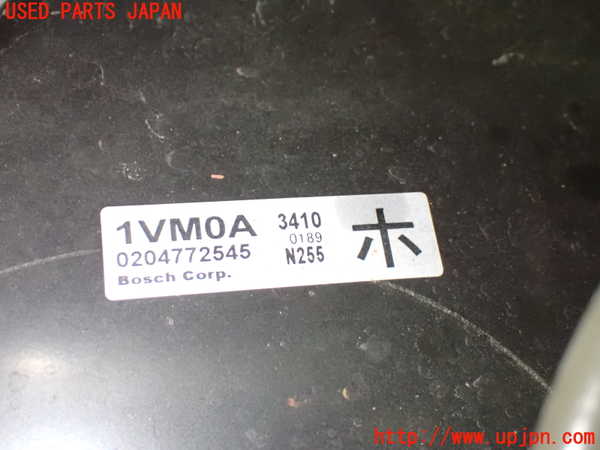 USED-PARTS JAPAN
1VM0A 3410
0189
0204772545 N255
Bosch Corp.
ホ
http://www.upjpn.com/